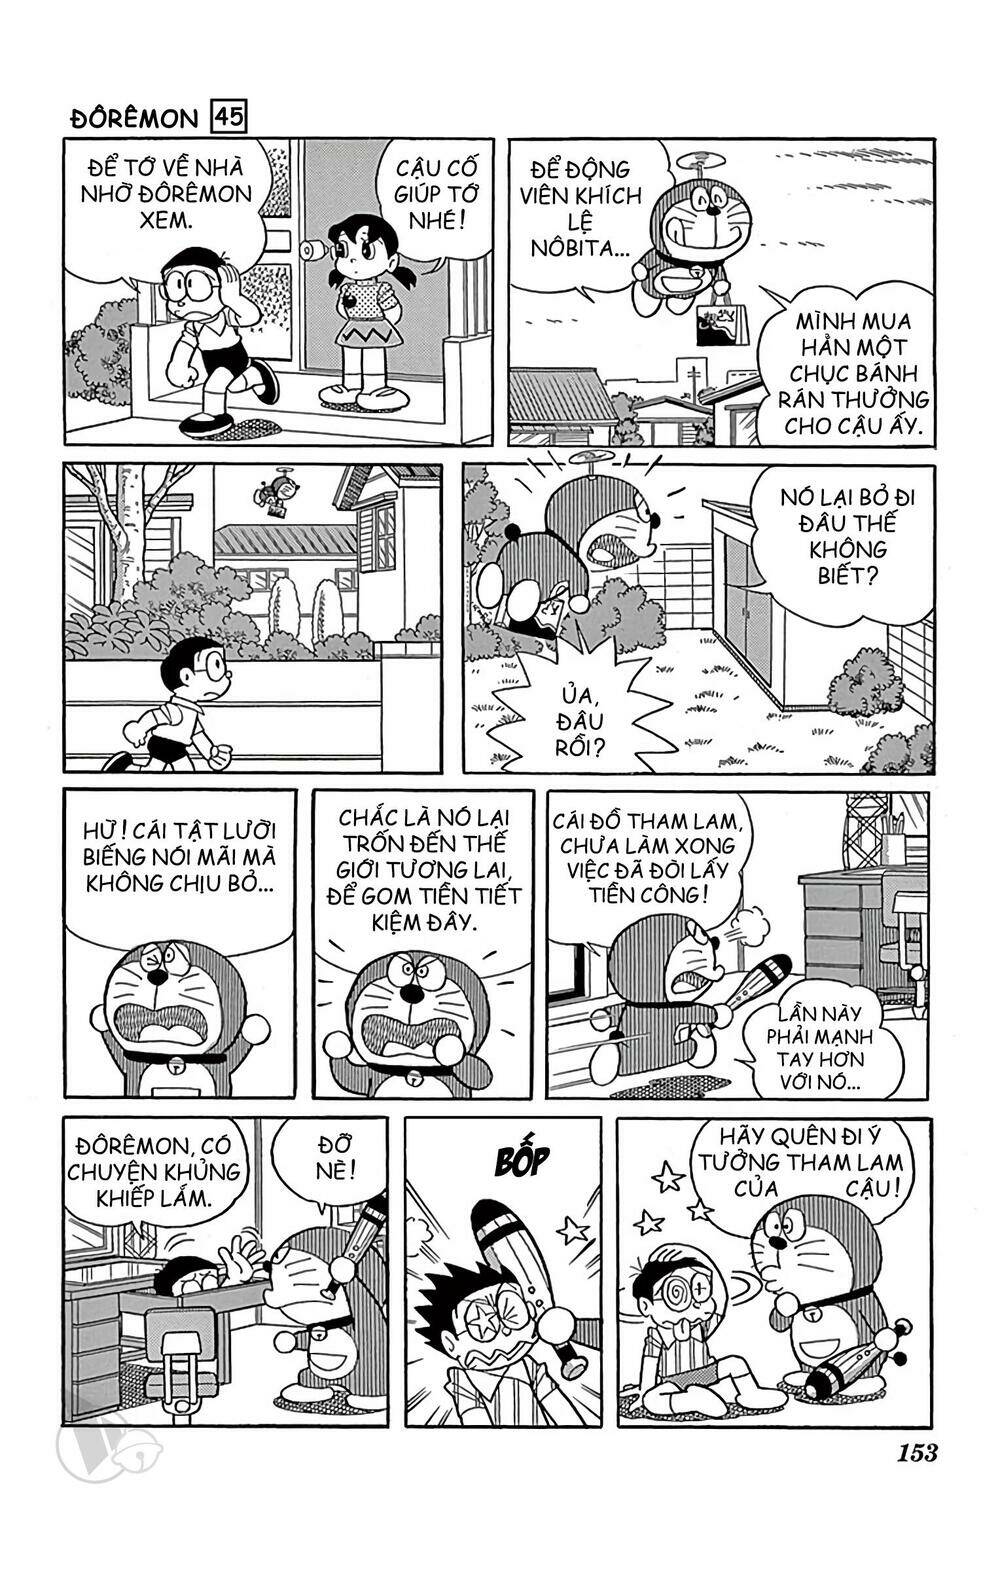 ĐÔRÊMON 45
ĐỂ TỚ VỀ NHÀ
NHỜ ĐÔRÊMON
XEM.
CẬU CỐ
GIÚP TỚ
NHÉ!
ĐỂ ĐỘNG
VIÊN KHÍCH
LỆ
NÔBITA...
MÌNH MUA
HẲN MỘT
CHỤC BÁNH
RÁN THƯỞNG
CHO CẬU ẤY.
NÓ LẠI BỎ ĐI
ĐÂU THẾ
KHÔNG
BIẾT?
ỦA,
ĐÂU
RỒI?
HỪ! CÁI TẬT LƯỜI
BIẾNG NÓI MÃI MÀ
KHÔNG CHỊU BỎ...
CHẮC LÀ NÓ LẠI
TRỐN ĐẾN THẾ
GIỚI TƯƠNG LAI,
ĐỂ GOM TIỀN TIẾT
KIỆM ĐÂY.
CÁI ĐỒ THAM LAM,
CHƯA LÀM XONG
VIỆC ĐÃ ĐÒI LẤY
TIỀN CÔNG!
LẦN NÀY
PHẢI MẠNH
TAY HƠN
VỚI NÓ...
ĐÔRÊMON, CÓ
CHUYỆN KHỦNG
KHIẾP LẮM.
ĐỠ
NÈ!
BỐP
HÃY QUÊN ĐI Ý
TƯỞNG THAM LAM
CỦA CẬU!
153